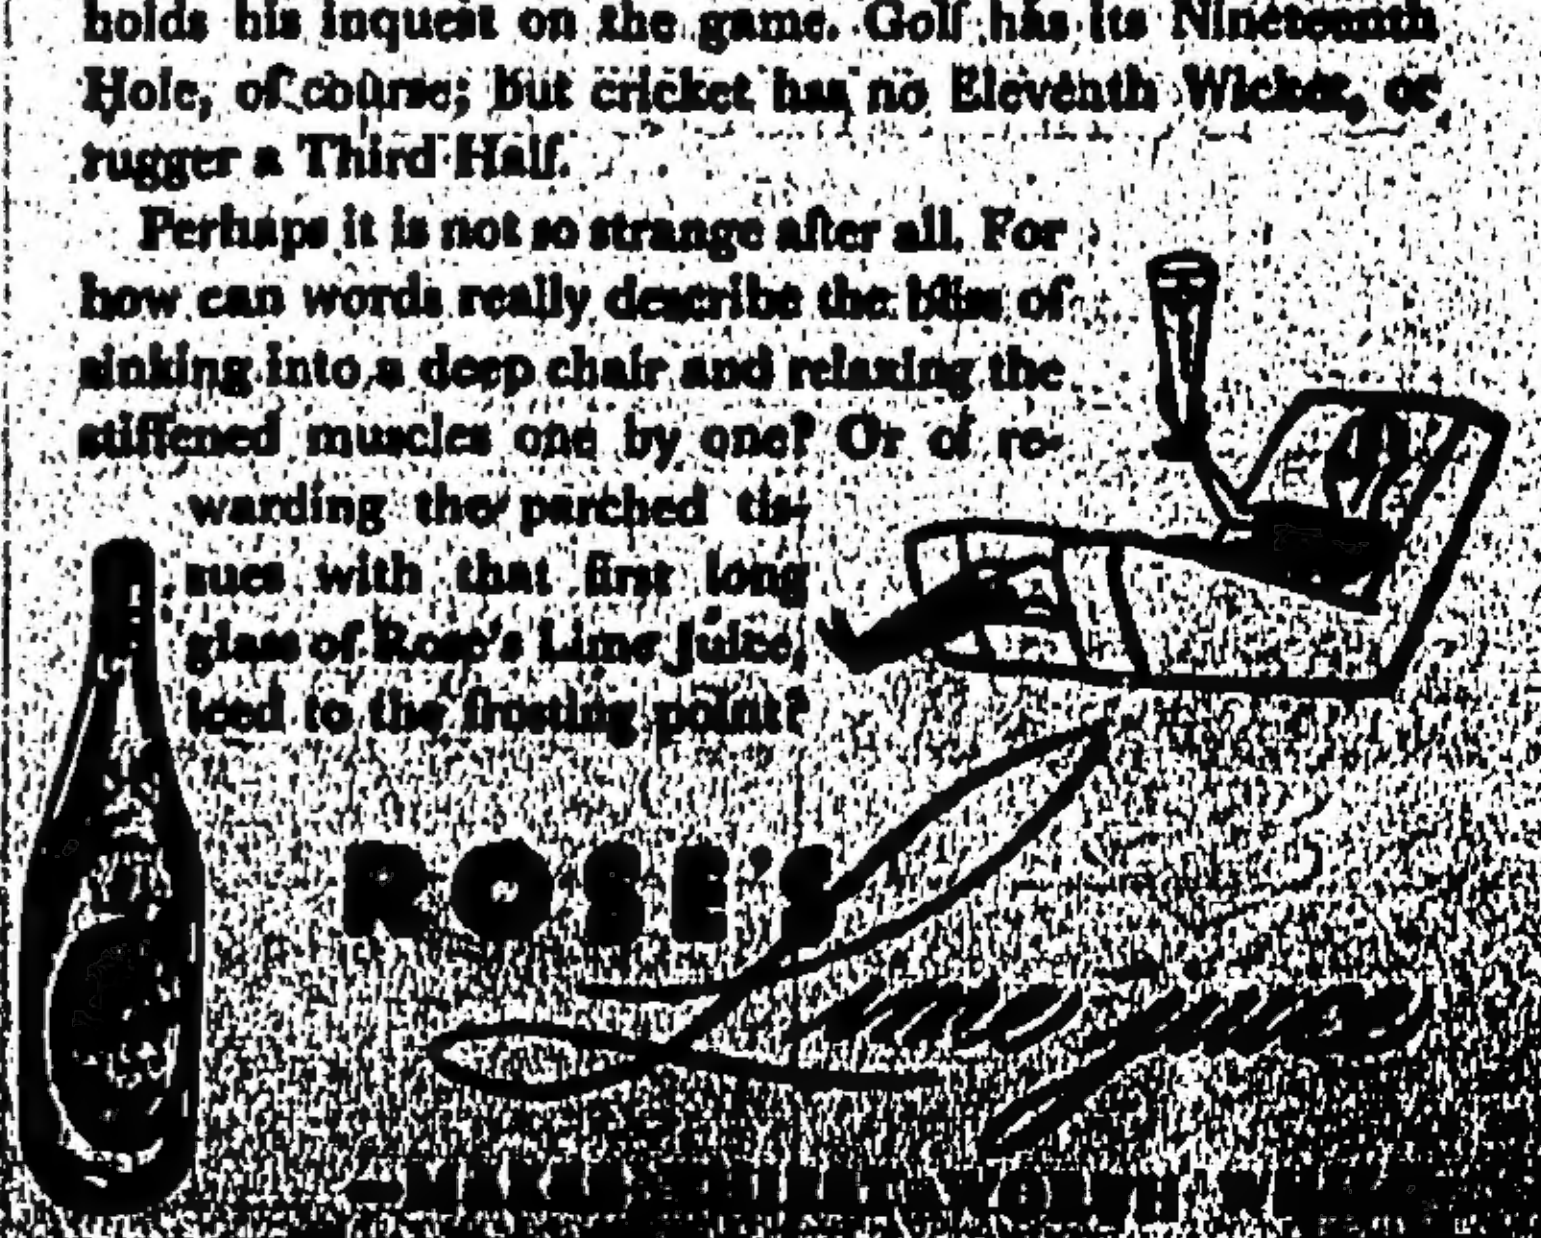 holds his inquest on the game. Golf has its Nineteenth
Hole, of course; but cricket has no Eleventh Wicket, or
rugger a Third Half.
Perhaps it is not so strange after all. For
how can words really describe the bliss of
sinking into a deep chair and relaxing the
stiffened muscles one by one? Or of re-
warding the parched tis-
sues with that first long
glass of Rose's Lime Juice,
iced to the frosting point?
ROSE'S
Lime juice
—MAKES THIRST WORTH